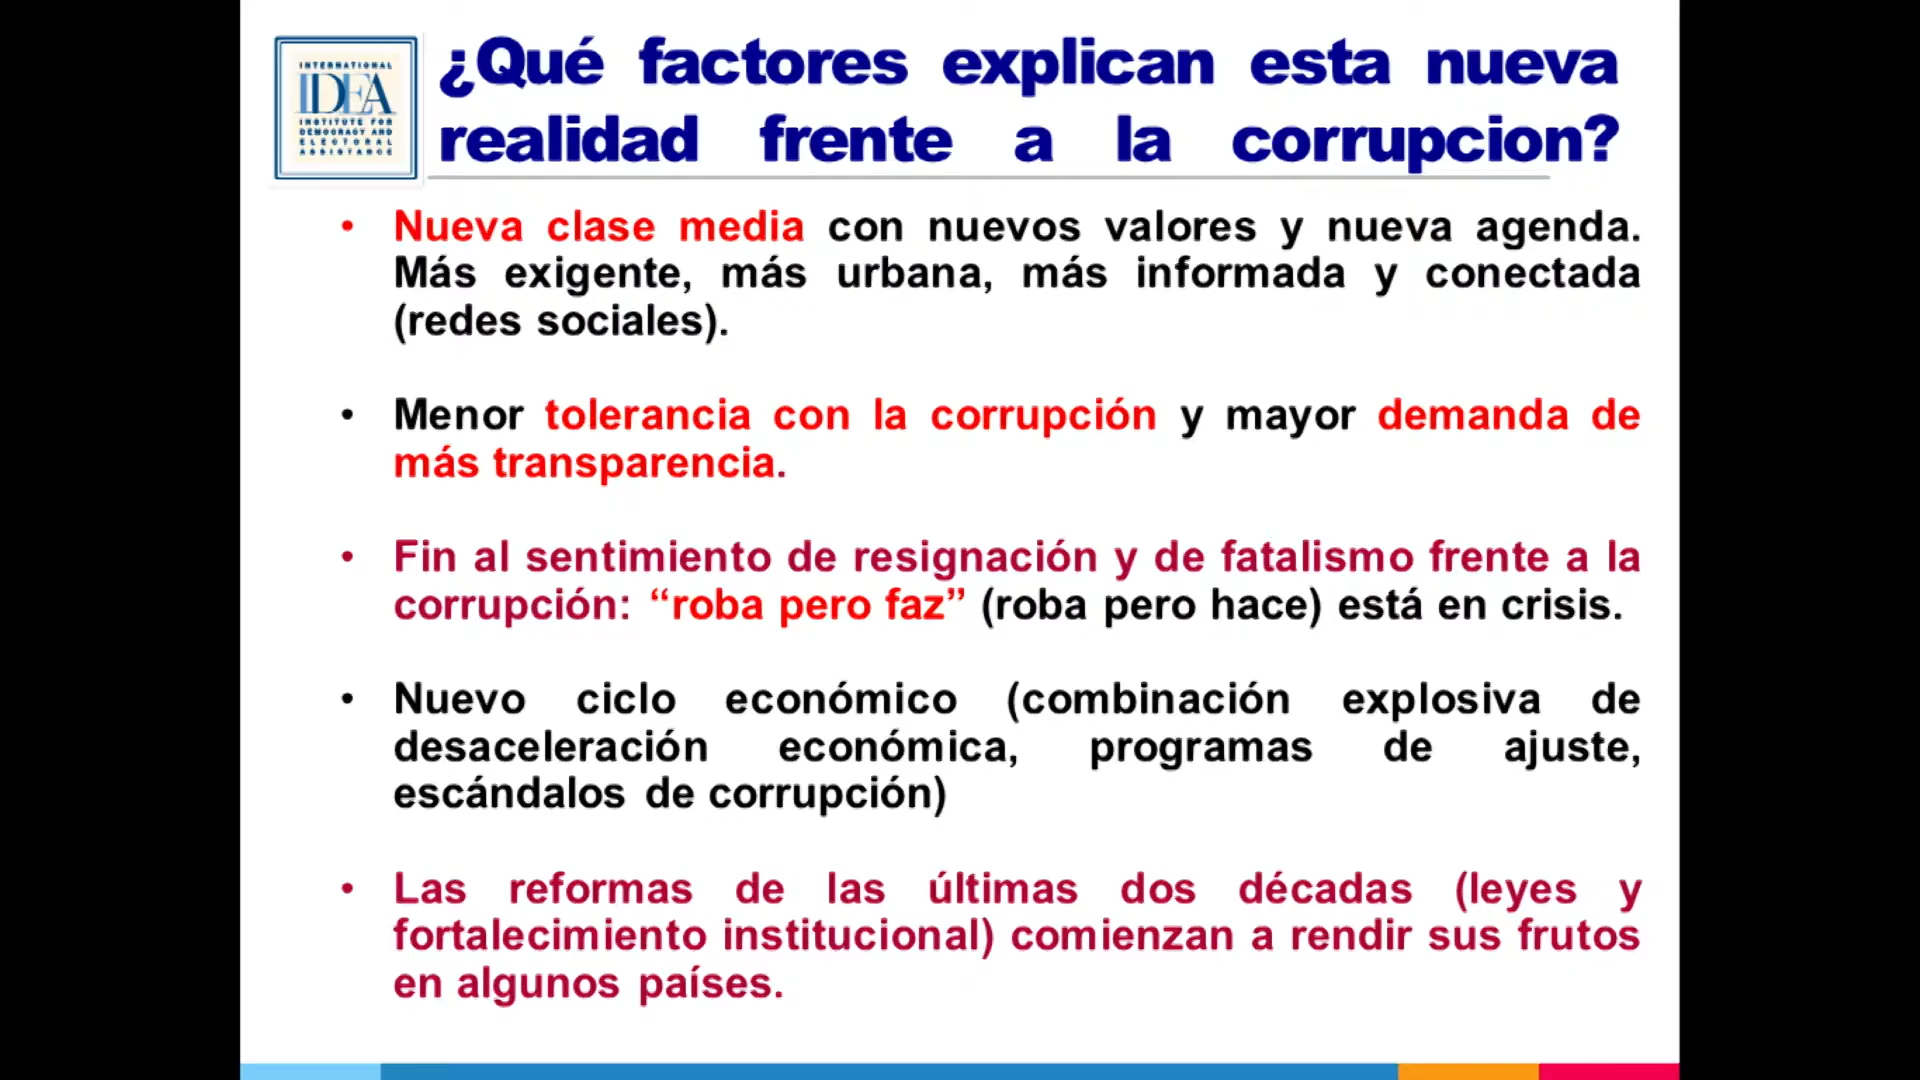 INTERNATIONAL
IDEA
INSTITUTE FOR
DEMOCRACY AND
ELECTORAL
ASSISTANCE
¿Qué factores explican esta nueva
realidad frente a la corrupcion?
• Nueva clase media con nuevos valores y nueva agenda.
Más exigente, más urbana, más informada y conectada
(redes sociales).
• Menor tolerancia con la corrupción y mayor demanda de
más transparencia.
• Fin al sentimiento de resignación y de fatalismo frente a la
corrupción: “roba pero faz” (roba pero hace) está en crisis.
• Nuevo ciclo económico (combinación explosiva de
desaceleración económica, programas de ajuste,
escándalos de corrupción)
• Las reformas de las últimas dos décadas (leyes y
fortalecimiento institucional) comienzan a rendir sus frutos
en algunos países.